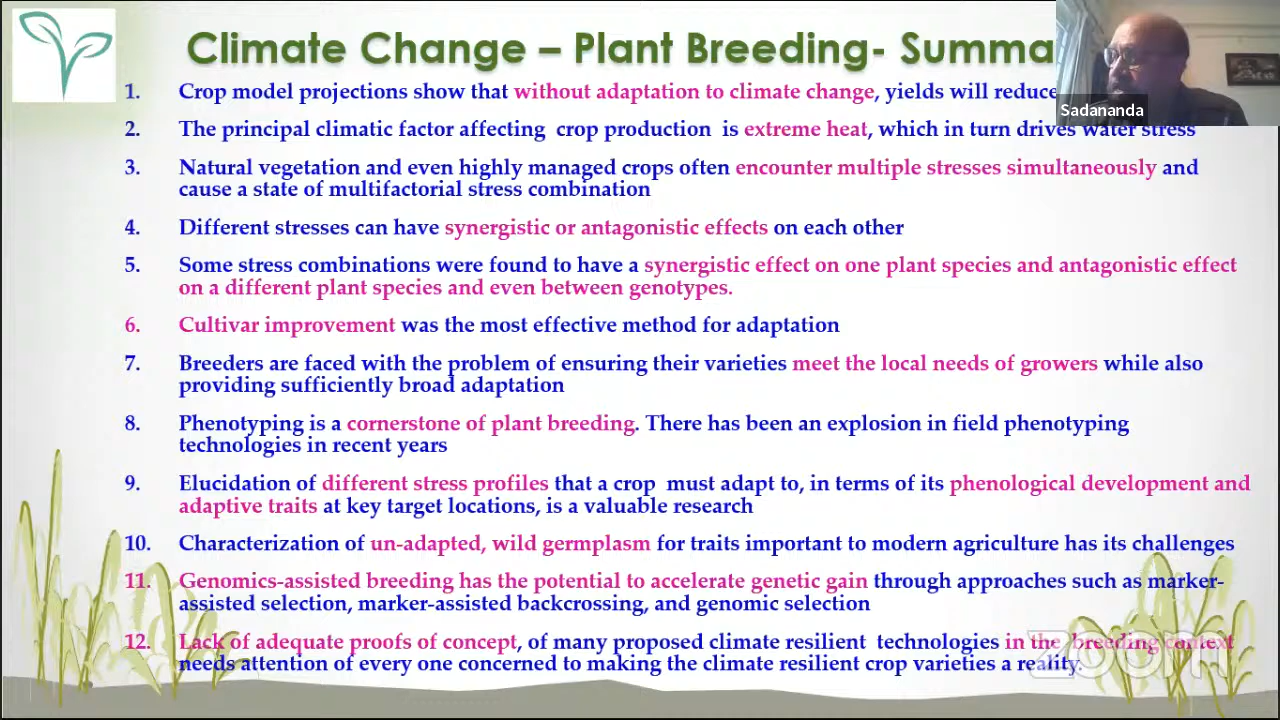 Climate Change – Plant Breeding- Summa
Sadananda
1. Crop model projections show that without adaptation to climate change, yields will reduce
2. The principal climatic factor affecting crop production is extreme heat, which in turn drives water stress
3. Natural vegetation and even highly managed crops often encounter multiple stresses simultaneously and
cause a state of multifactorial stress combination
4. Different stresses can have synergistic or antagonistic effects on each other
5. Some stress combinations were found to have a synergistic effect on one plant species and antagonistic effect
on a different plant species and even between genotypes.
6. Cultivar improvement was the most effective method for adaptation
7. Breeders are faced with the problem of ensuring their varieties meet the local needs of growers while also
providing sufficiently broad adaptation
8. Phenotyping is a cornerstone of plant breeding. There has been an explosion in field phenotyping
technologies in recent years
9. Elucidation of different stress profiles that a crop must adapt to, in terms of its phenological development and
adaptive traits at key target locations, is a valuable research
10. Characterization of un-adapted, wild germplasm for traits important to modern agriculture has its challenges
11. Genomics-assisted breeding has the potential to accelerate genetic gain through approaches such as marker-
assisted selection, marker-assisted backcrossing, and genomic selection
12. Lack of adequate proofs of concept, of many proposed climate resilient technologies in the breeding context
needs attention of every one concerned to making the climate resilient crop varieties a reality.
zoom